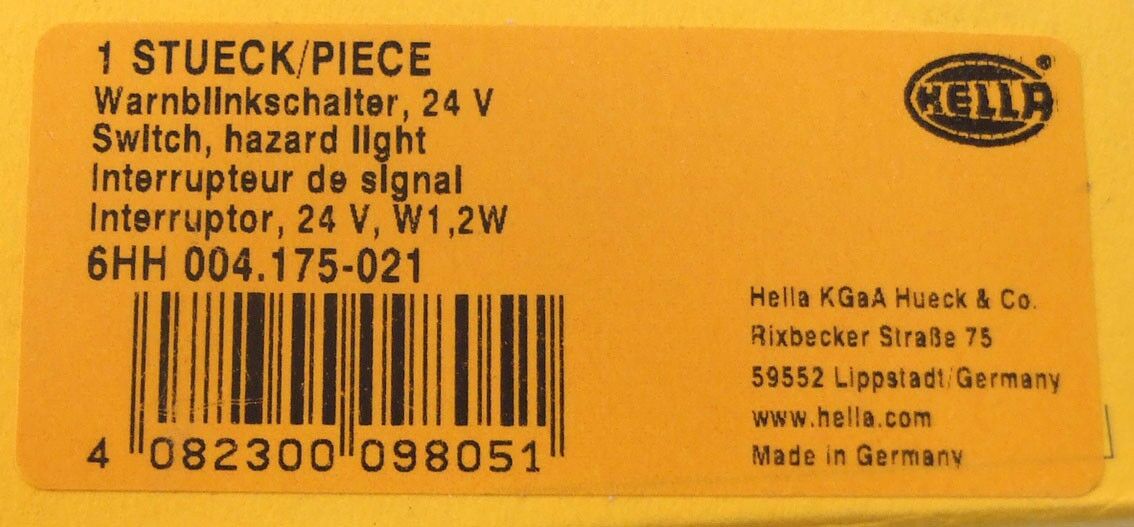 1 STUECK/PIECE
Warnblinkschalter, 24 V
Switch, hazard light
Interrupteur de signal
Interruptor, 24 V, W1,2W
6HH 004.175-021
4 082300 098051
HELLA
®
Hella KGaA Hueck & Co.
Rixbecker Straße 75
59552 Lippstadt/Germany
www.hella.com
Made in Germany